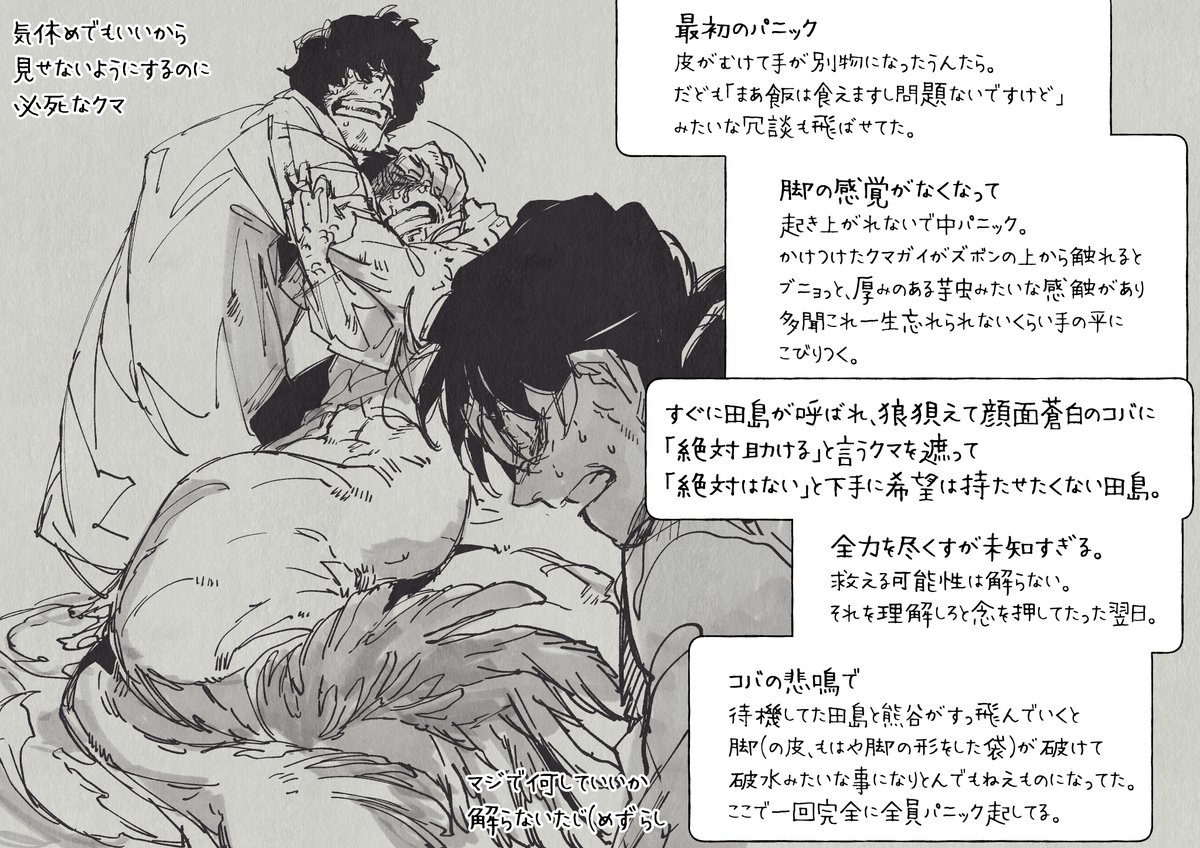 気休めでもいいから
見せないようにするのに
必死なクマ
最初のパニック
皮がむけて手が別物になったうんたら。
だども「まあ飯は食えますし問題ないですけど」
みたいな冗談も飛ばせてた。
脚の感覚がなくなって
起き上がれないで中パニック。
かけつけたクマガイがズボンの上から触れると
ブニョっと、厚みのある芋虫みたいな感触があり
多聞これ一生忘れられないくらい手の平に
こびりつく。
すぐに田島が呼ばれ、狼狽えて顔面蒼白のコバに
「絶対助ける」と言うクマを遮って
「絶対はない」と下手に希望は持たせたくない田島。
全力を尽くすが未知すぎる。
救える可能性は解らない。
それを理解しろと念を押してたった翌日。
コバの悲鳴で
待機してた田島と熊谷がすっ飛んでいくと
脚(の皮、もはや脚の形をした袋)が破けて
破水みたいな事になりとんでもねえものになってた。
ここで一回完全に全員パニック起してる。
マジで何していいか
解らないたじ(めずらし